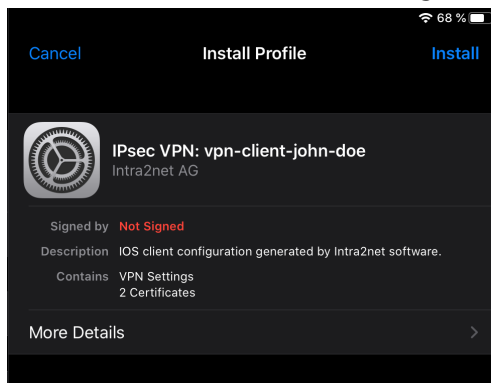 68 %
Cancel Install Profile Install
IPsec VPN: vpn-client-john-doe
Intra2net AG
Signed by Not Signed
Description IOS client configuration generated by Intra2net software.
Contains VPN Settings
2 Certificates
More Details